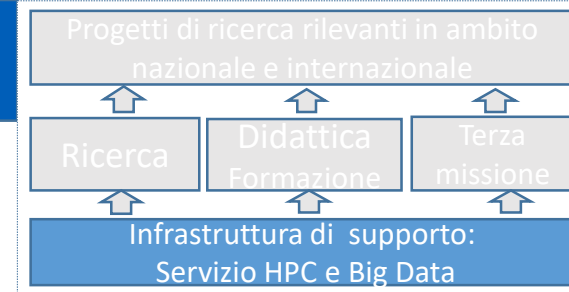 Progetti di ricerca rilevanti in ambito
nazionale e internazionale
Ricerca
Didattica
Formazione
Terza
missione
Infrastruttura di supporto:
Servizio HPC e Big Data